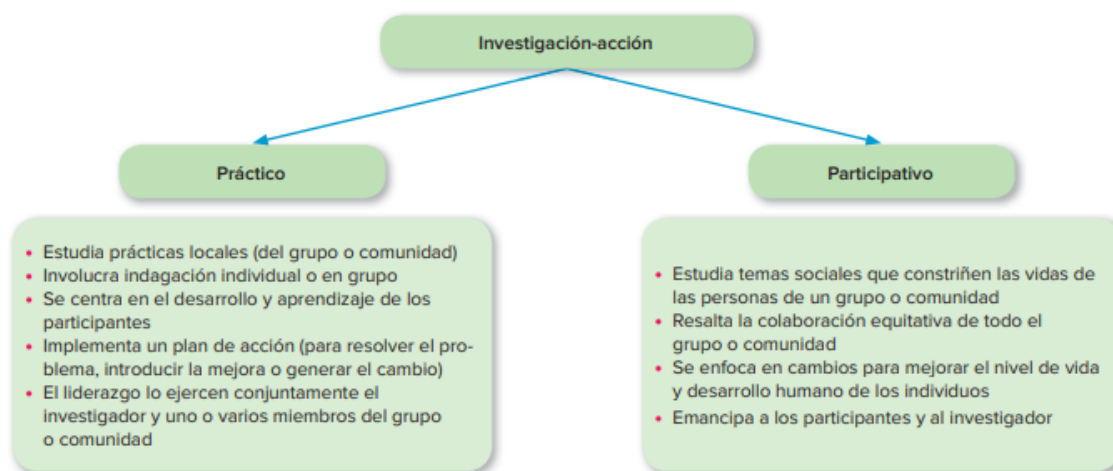 Investigación-acción
Práctico
Participativo
• Estudia prácticas locales (del grupo o comunidad)
• Involucra indagación individual o en grupo
• Se centra en el desarrollo y aprendizaje de los
participantes
• Implementa un plan de acción (para resolver el pro-
blema, introducir la mejora o generar el cambio)
• El liderazgo lo ejercen conjuntamente el
investigador y uno o varios miembros del grupo
o comunidad
• Estudia temas sociales que constriñen las vidas de
las personas de un grupo o comunidad
• Resalta la colaboración equitativa de todo el
grupo o comunidad
• Se enfoca en cambios para mejorar el nivel de vida
y desarrollo humano de los individuos
• Emancipa a los participantes y al investigador